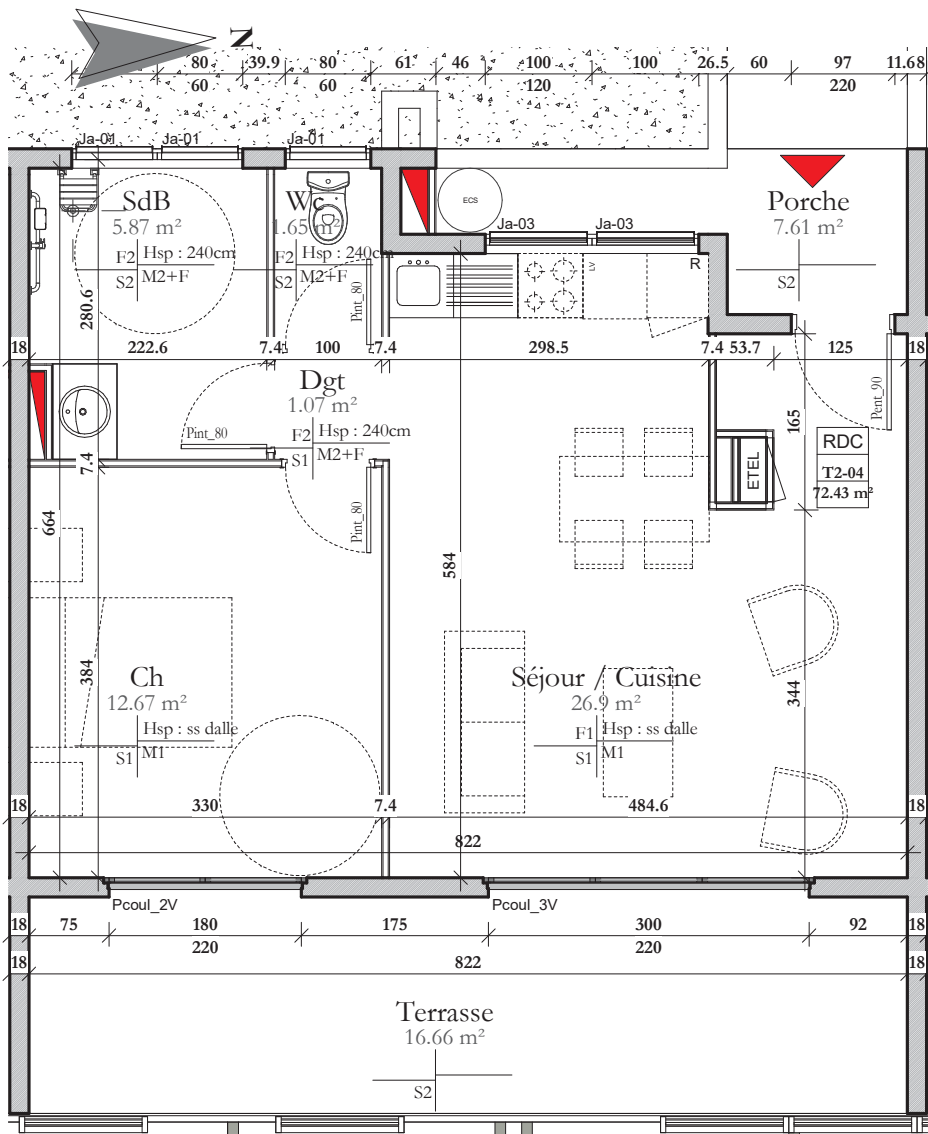 N
80 39.9 80 61 46 100 100 26.5 60 97 11.68
60 60 120 220
Ja-01 Ja-01 Ja-01
SdB
5.87 m²
F2 Hsp : 240cm
S2 M2+F
Wc
1.65 m²
F2 Hsp : 240cm
S2 M2+F
ECS
Ja-03 Ja-03
LV
R
Porche
7.61 m²
S2
280.6
Pint_80
18 222.6 7.4 100 7.4 298.5 7.4 53.7 125 18
Dgt
1.07 m²
F2 Hsp : 240cm
S1 M2+F
Pint_80
Pent_90
165
RDC
T2-04
72.43 m²
ETEL
7.4
664
Pint_80
584
384
344
Ch
12.67 m²
Hsp : ss dalle
S1 M1
Séjour / Cuisine
26.9 m²
F1 Hsp : ss dalle
S1 M1
18 330 7.4 484.6 18
822
Pcoul_2V Pcoul_3V
18 75 180 175 300 92 18
220 220
18 822 18
Terrasse
16.66 m²
S2